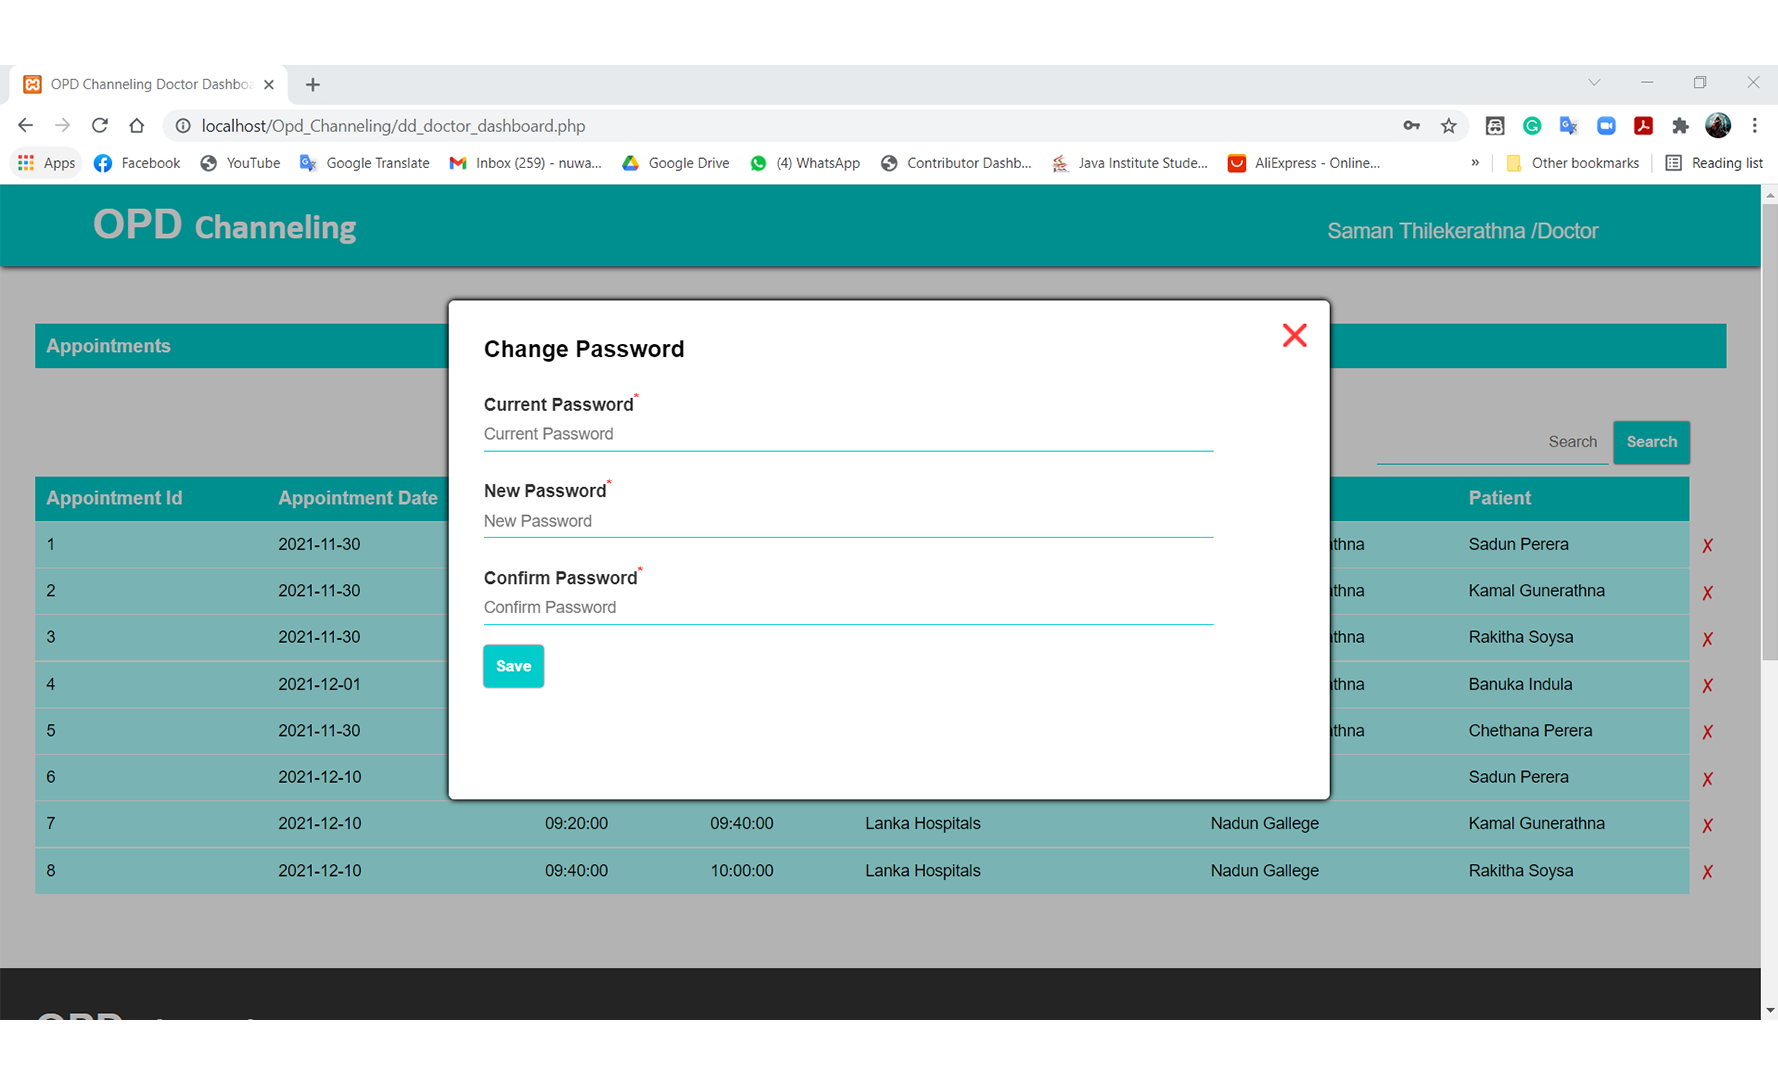 OPD Channeling Doctor Dashboa
localhost/Opd_Channeling/dd_doctor_dashboard.php
Apps Facebook YouTube Google Translate Inbox (259) - nuwa... Google Drive (4) WhatsApp Contributor Dashb... Java Institute Stude... AliExpress - Online... » Other bookmarks Reading list
OPD Channeling
Saman Thilekerathna /Doctor
Appointments
Change Password
Current Password*
Current Password
New Password*
New Password
Confirm Password*
Confirm Password
Save
Search Search
Appointment Id Appointment Date Patient
1 2021-11-30 thna Sadun Perera ✗
2 2021-11-30 thna Kamal Gunerathna ✗
3 2021-11-30 thna Rakitha Soysa ✗
4 2021-12-01 thna Banuka Indula ✗
5 2021-11-30 thna Chethana Perera ✗
6 2021-12-10 Sadun Perera ✗
7 2021-12-10 09:20:00 09:40:00 Lanka Hospitals Nadun Gallege Kamal Gunerathna ✗
8 2021-12-10 09:40:00 10:00:00 Lanka Hospitals Nadun Gallege Rakitha Soysa ✗